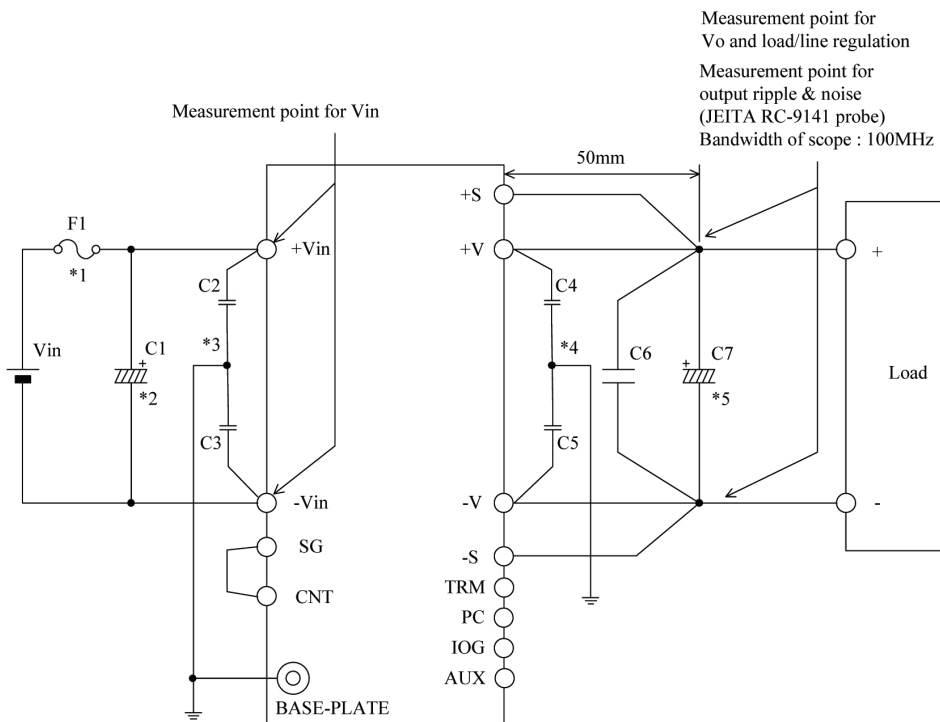 Measurement point for
Vo and load/line regulation
Measurement point for
output ripple & noise
(JEITA RC-9141 probe)
Bandwidth of scope : 100MHz
Measurement point for Vin
50mm
+S
F1
*1
+Vin
+V
+
C2
C4
Vin
C1
+
*2
*3
*4
C6
C7
+
*5
Load
C3
C5
-Vin
-V
-
SG
-S
CNT
TRM
PC
IOG
AUX
BASE-PLATE